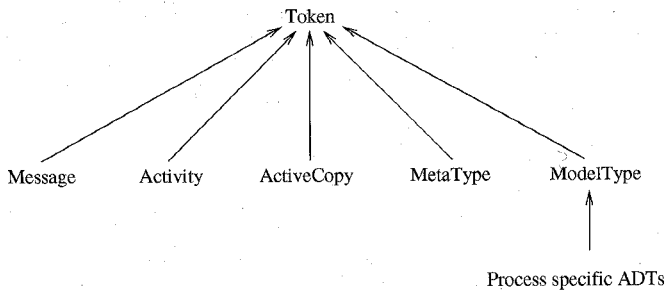 Token
Message Activity ActiveCopy MetaType ModelType
Process specific ADTs